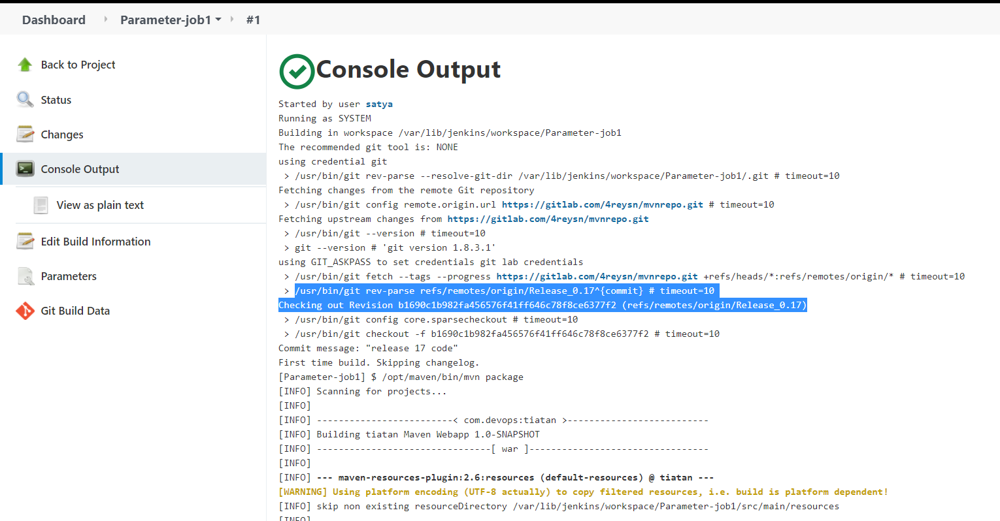 Dashboard Parameter-job1 #1
Back to Project
Status
Changes
Console Output
View as plain text
Edit Build Information
Parameters
Git Build Data
Console Output
Started by user satya
Running as SYSTEM
Building in workspace /var/lib/jenkins/workspace/Parameter-job1
The recommended git tool is: NONE
using credential git
> /usr/bin/git rev-parse --resolve-git-dir /var/lib/jenkins/workspace/Parameter-job1/.git # timeout=10
Fetching changes from the remote Git repository
> /usr/bin/git config remote.origin.url https://gitlab.com/4reysn/mvnrepo.git # timeout=10
Fetching upstream changes from https://gitlab.com/4reysn/mvnrepo.git
> /usr/bin/git --version # timeout=10
> git --version # 'git version 1.8.3.1'
using GIT_ASKPASS to set credentials git lab credentials
> /usr/bin/git fetch --tags --progress https://gitlab.com/4reysn/mvnrepo.git +refs/heads/*:refs/remotes/origin/* # timeout=10
> /usr/bin/git rev-parse refs/remotes/origin/Release_0.17^{commit} # timeout=10
Checking out Revision b1690c1b982fa456576f41ff646c78f8ce6377f2 (refs/remotes/origin/Release_0.17)
> /usr/bin/git config core.sparsecheckout # timeout=10
> /usr/bin/git checkout -f b1690c1b982fa456576f41ff646c78f8ce6377f2 # timeout=10
Commit message: "release 17 code"
First time build. Skipping changelog.
[Parameter-job1] $ /opt/maven/bin/mvn package
[INFO] Scanning for projects...
[INFO]
[INFO] -------------------------< com.devops:tiatan >--------------------------
[INFO] Building tiatan Maven Webapp 1.0-SNAPSHOT
[INFO] --------------------------------[ war ]---------------------------------
[INFO]
[INFO] --- maven-resources-plugin:2.6:resources (default-resources) @ tiatan ---
[WARNING] Using platform encoding (UTF-8 actually) to copy filtered resources, i.e. build is platform dependent!
[INFO] skip non existing resourceDirectory /var/lib/jenkins/workspace/Parameter-job1/src/main/resources
[INFO]